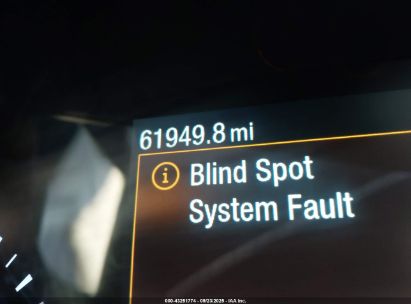 61949.8 mi
Blind Spot
System Fault